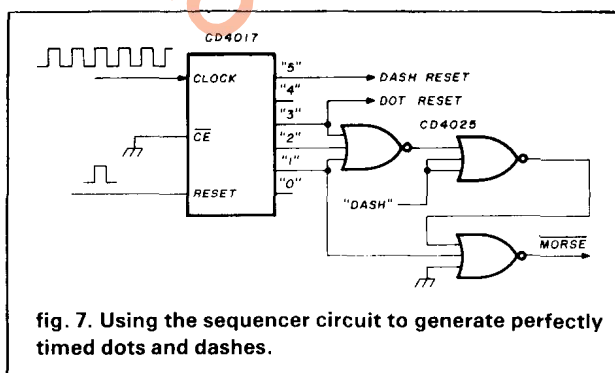 CD4017
CLOCK
"5"
DASH RESET
"4"
DOT RESET
"3"
CD4025
CE
"2"
"1"
"DASH"
"0"
RESET
MORSE
fig. 7. Using the sequencer circuit to generate perfectly
timed dots and dashes.